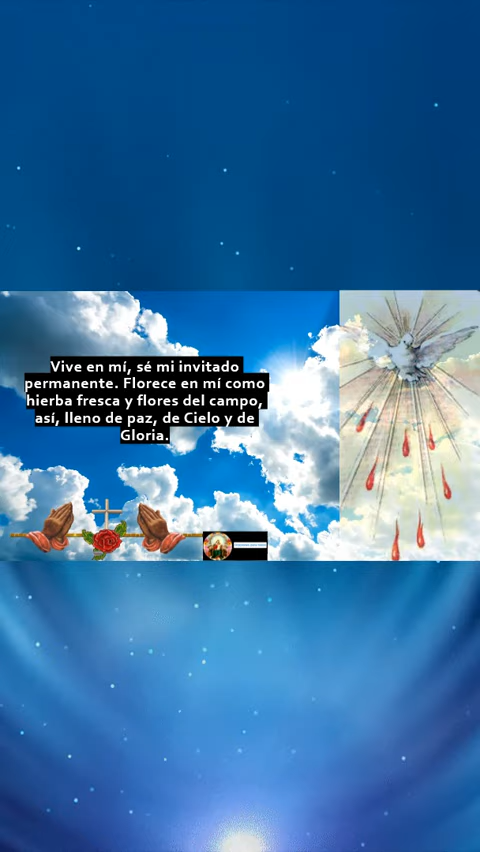 Vive en mí, sé mi invitado
permanente. Florece en mí como
hierba fresca y flores del campo,
así, lleno de paz, de Cielo y de
Gloria.